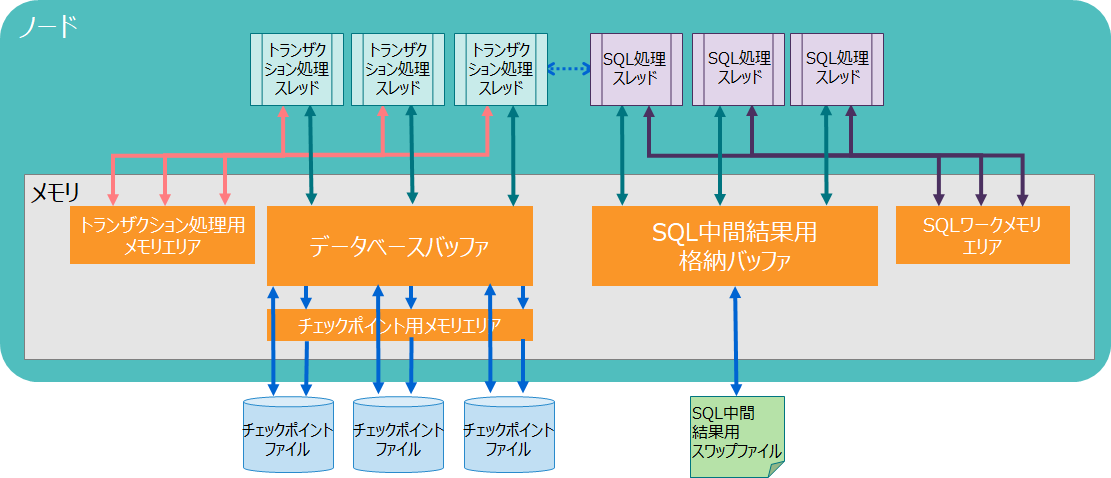 ノード
トランザク
ション処理
スレッド
トランザク
ション処理
スレッド
トランザク
ション処理
スレッド
SQL処理
スレッド
SQL処理
スレッド
SQL処理
スレッド
メモリ
トランザクション処理用
メモリエリア
データベースバッファ
SQL中間結果用
格納バッファ
SQLワークメモリ
エリア
チェックポイント用メモリエリア
チェックポイント
ファイル
チェックポイント
ファイル
チェックポイント
ファイル
SQL中間
結果用
スワップファイル